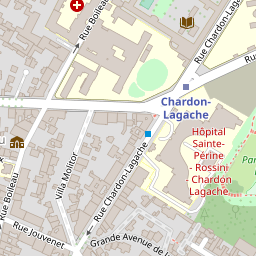 Rue Boileau
Rue Chardon-Lagache
Chardon-
Lagache
Hôpital
Sainte-
Périne
- Rossini
- Chardon
Lagache
Rue Chardon-Lagache
Villa Molitor
Rue Boileau
Rue Jouvenet
Grande Avenue de